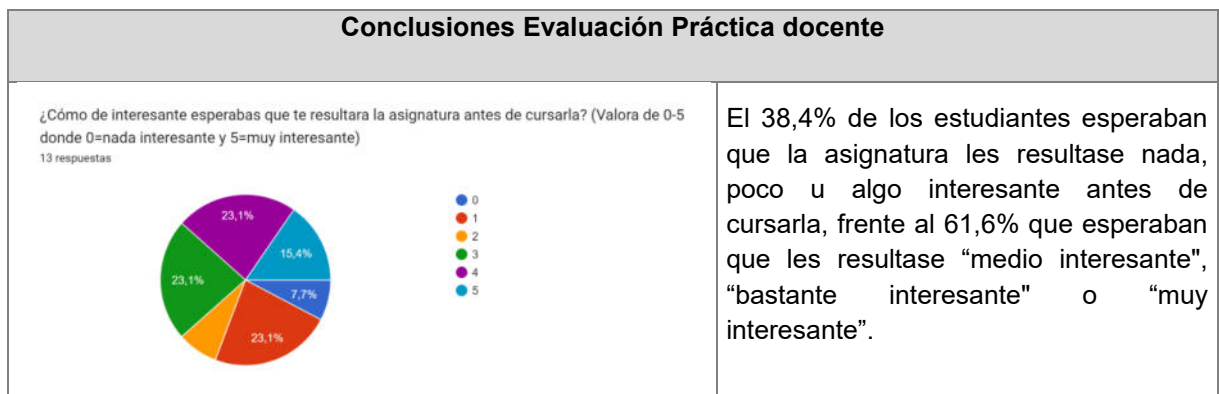 Conclusiones Evaluación Práctica docente
¿Cómo de interesante esperabas que te resultara la asignatura antes de cursarla? (Valora de 0-5
donde 0=nada interesante y 5=muy interesante)
13 respuestas
23,1%
15,4%
7,7%
23,1%
23,1%
0
1
2
3
4
5
El 38,4% de los estudiantes esperaban
que la asignatura les resultase nada,
poco u algo interesante antes de
cursarla, frente al 61,6% que esperaban
que les resultase “medio interesante",
“bastante interesante" o “muy
interesante”.